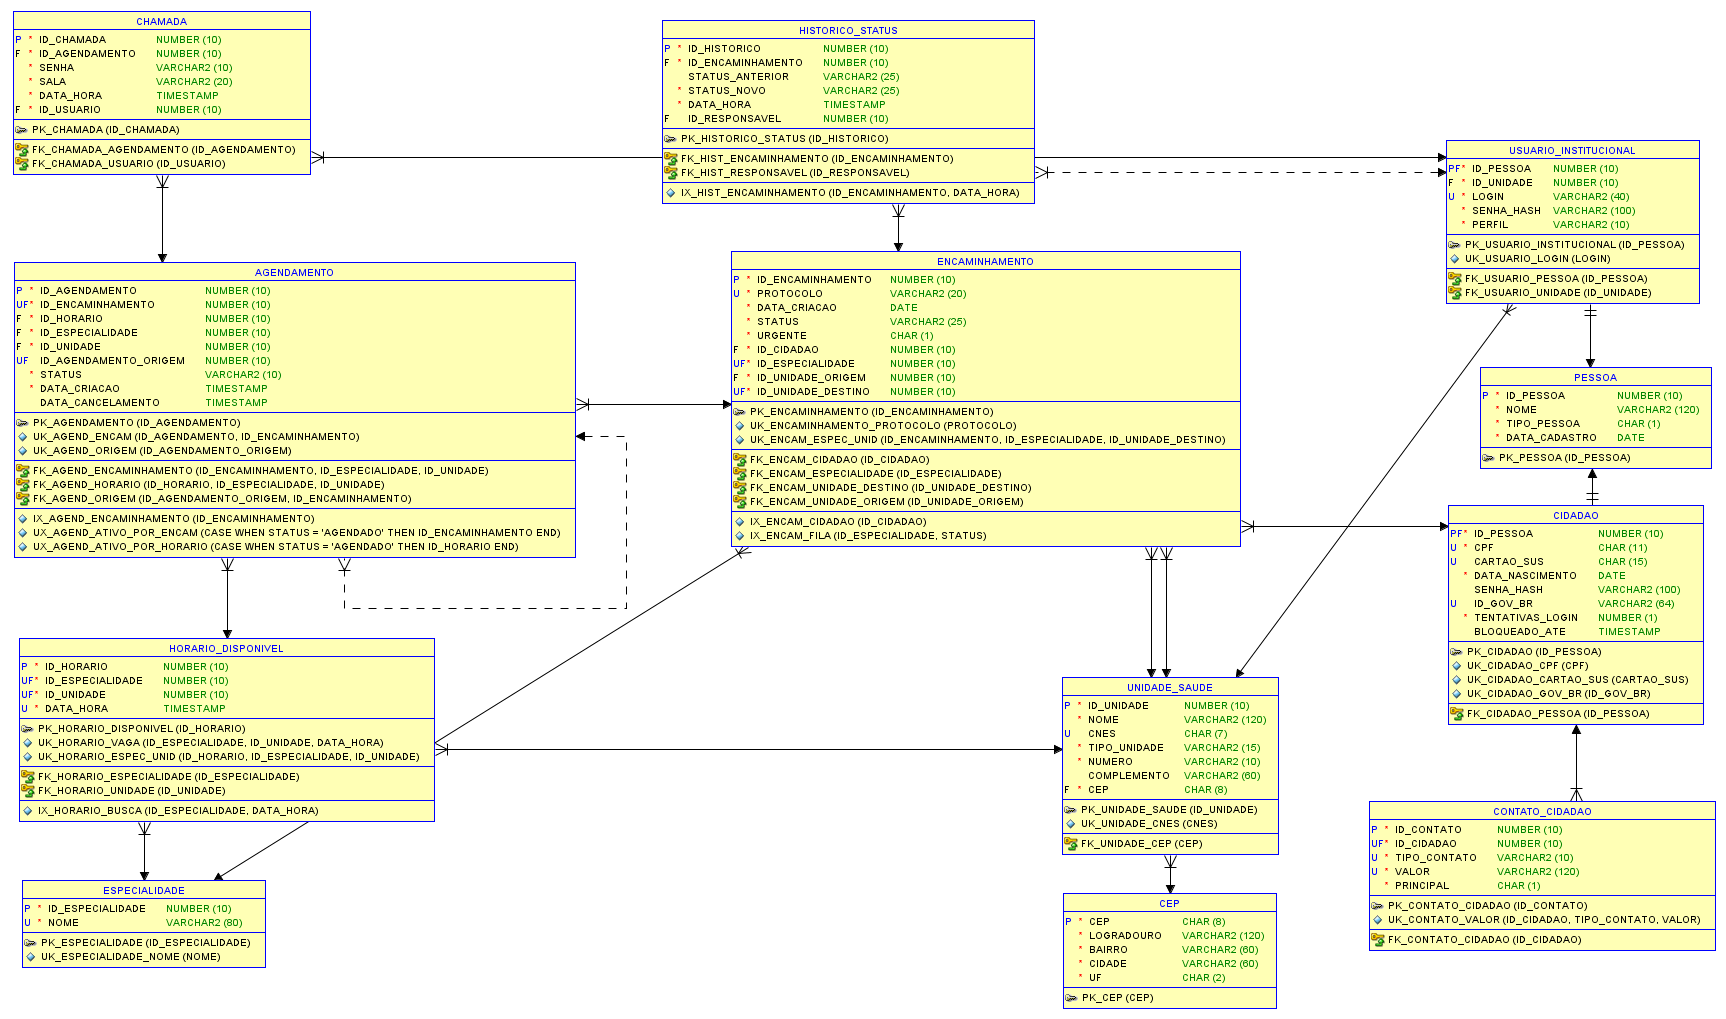 CHAMADA
P * ID_CHAMADA NUMBER (10)
F * ID_AGENDAMENTO NUMBER (10)
* SENHA VARCHAR2 (10)
* SALA VARCHAR2 (20)
* DATA_HORA TIMESTAMP
F * ID_USUARIO NUMBER (10)
PK_CHAMADA (ID_CHAMADA)
FK_CHAMADA_AGENDAMENTO (ID_AGENDAMENTO)
FK_CHAMADA_USUARIO (ID_USUARIO)
HISTORICO_STATUS
P * ID_HISTORICO NUMBER (10)
F * ID_ENCAMINHAMENTO NUMBER (10)
STATUS_ANTERIOR VARCHAR2 (25)
* STATUS_NOVO VARCHAR2 (25)
* DATA_HORA TIMESTAMP
F ID_RESPONSAVEL NUMBER (10)
PK_HISTORICO_STATUS (ID_HISTORICO)
FK_HIST_ENCAMINHAMENTO (ID_ENCAMINHAMENTO)
FK_HIST_RESPONSAVEL (ID_RESPONSAVEL)
IX_HIST_ENCAMINHAMENTO (ID_ENCAMINHAMENTO, DATA_HORA)
USUARIO_INSTITUCIONAL
PF* ID_PESSOA NUMBER (10)
F * ID_UNIDADE NUMBER (10)
U * LOGIN VARCHAR2 (40)
* SENHA_HASH VARCHAR2 (100)
* PERFIL VARCHAR2 (10)
PK_USUARIO_INSTITUCIONAL (ID_PESSOA)
UK_USUARIO_LOGIN (LOGIN)
FK_USUARIO_PESSOA (ID_PESSOA)
FK_USUARIO_UNIDADE (ID_UNIDADE)
AGENDAMENTO
P * ID_AGENDAMENTO NUMBER (10)
UF* ID_ENCAMINHAMENTO NUMBER (10)
F * ID_HORARIO NUMBER (10)
F * ID_ESPECIALIDADE NUMBER (10)
F * ID_UNIDADE NUMBER (10)
UF ID_AGENDAMENTO_ORIGEM NUMBER (10)
* STATUS VARCHAR2 (10)
* DATA_CRIACAO TIMESTAMP
DATA_CANCELAMENTO TIMESTAMP
PK_AGENDAMENTO (ID_AGENDAMENTO)
UK_AGEND_ENCAM (ID_AGENDAMENTO, ID_ENCAMINHAMENTO)
UK_AGEND_ORIGEM (ID_AGENDAMENTO_ORIGEM)
FK_AGEND_ENCAMINHAMENTO (ID_ENCAMINHAMENTO, ID_ESPECIALIDADE, ID_UNIDADE)
FK_AGEND_HORARIO (ID_HORARIO, ID_ESPECIALIDADE, ID_UNIDADE)
FK_AGEND_ORIGEM (ID_AGENDAMENTO_ORIGEM, ID_ENCAMINHAMENTO)
IX_AGEND_ENCAMINHAMENTO (ID_ENCAMINHAMENTO)
UX_AGEND_ATIVO_POR_ENCAM (CASE WHEN STATUS = 'AGENDADO' THEN ID_ENCAMINHAMENTO END)
UX_AGEND_ATIVO_POR_HORARIO (CASE WHEN STATUS = 'AGENDADO' THEN ID_HORARIO END)
ENCAMINHAMENTO
P * ID_ENCAMINHAMENTO NUMBER (10)
U * PROTOCOLO VARCHAR2 (20)
* DATA_CRIACAO DATE
* STATUS VARCHAR2 (25)
* URGENTE CHAR (1)
F * ID_CIDADAO NUMBER (10)
UF* ID_ESPECIALIDADE NUMBER (10)
F * ID_UNIDADE_ORIGEM NUMBER (10)
UF* ID_UNIDADE_DESTINO NUMBER (10)
PK_ENCAMINHAMENTO (ID_ENCAMINHAMENTO)
UK_ENCAMINHAMENTO_PROTOCOLO (PROTOCOLO)
UK_ENCAM_ESPEC_UNID (ID_ENCAMINHAMENTO, ID_ESPECIALIDADE, ID_UNIDADE_DESTINO)
FK_ENCAM_CIDADAO (ID_CIDADAO)
FK_ENCAM_ESPECIALIDADE (ID_ESPECIALIDADE)
FK_ENCAM_UNIDADE_DESTINO (ID_UNIDADE_DESTINO)
FK_ENCAM_UNIDADE_ORIGEM (ID_UNIDADE_ORIGEM)
IX_ENCAM_CIDADAO (ID_CIDADAO)
IX_ENCAM_FILA (ID_ESPECIALIDADE, STATUS)
PESSOA
P * ID_PESSOA NUMBER (10)
* NOME VARCHAR2 (120)
* TIPO_PESSOA CHAR (1)
* DATA_CADASTRO DATE
PK_PESSOA (ID_PESSOA)
CIDADAO
PF* ID_PESSOA NUMBER (10)
U * CPF CHAR (11)
U CARTAO_SUS CHAR (15)
* DATA_NASCIMENTO DATE
SENHA_HASH VARCHAR2 (100)
U ID_GOV_BR VARCHAR2 (64)
* TENTATIVAS_LOGIN NUMBER (1)
BLOQUEADO_ATE TIMESTAMP
PK_CIDADAO (ID_PESSOA)
UK_CIDADAO_CPF (CPF)
UK_CIDADAO_CARTAO_SUS (CARTAO_SUS)
UK_CIDADAO_GOV_BR (ID_GOV_BR)
FK_CIDADAO_PESSOA (ID_PESSOA)
HORARIO_DISPONIVEL
P * ID_HORARIO NUMBER (10)
UF* ID_ESPECIALIDADE NUMBER (10)
UF* ID_UNIDADE NUMBER (10)
U * DATA_HORA TIMESTAMP
PK_HORARIO_DISPONIVEL (ID_HORARIO)
UK_HORARIO_VAGA (ID_ESPECIALIDADE, ID_UNIDADE, DATA_HORA)
UK_HORARIO_ESPEC_UNID (ID_HORARIO, ID_ESPECIALIDADE, ID_UNIDADE)
FK_HORARIO_ESPECIALIDADE (ID_ESPECIALIDADE)
FK_HORARIO_UNIDADE (ID_UNIDADE)
IX_HORARIO_BUSCA (ID_ESPECIALIDADE, DATA_HORA)
UNIDADE_SAUDE
P * ID_UNIDADE NUMBER (10)
* NOME VARCHAR2 (120)
U CNES CHAR (7)
* TIPO_UNIDADE VARCHAR2 (15)
* NUMERO VARCHAR2 (10)
COMPLEMENTO VARCHAR2 (60)
F * CEP CHAR (8)
PK_UNIDADE_SAUDE (ID_UNIDADE)
UK_UNIDADE_CNES (CNES)
FK_UNIDADE_CEP (CEP)
CONTATO_CIDADAO
P * ID_CONTATO NUMBER (10)
UF* ID_CIDADAO NUMBER (10)
U * TIPO_CONTATO VARCHAR2 (10)
U * VALOR VARCHAR2 (120)
* PRINCIPAL CHAR (1)
PK_CONTATO_CIDADAO (ID_CONTATO)
UK_CONTATO_VALOR (ID_CIDADAO, TIPO_CONTATO, VALOR)
FK_CONTATO_CIDADAO (ID_CIDADAO)
ESPECIALIDADE
P * ID_ESPECIALIDADE NUMBER (10)
U * NOME VARCHAR2 (80)
PK_ESPECIALIDADE (ID_ESPECIALIDADE)
UK_ESPECIALIDADE_NOME (NOME)
CEP
P * CEP CHAR (8)
* LOGRADOURO VARCHAR2 (120)
* BAIRRO VARCHAR2 (60)
* CIDADE VARCHAR2 (60)
* UF CHAR (2)
PK_CEP (CEP)